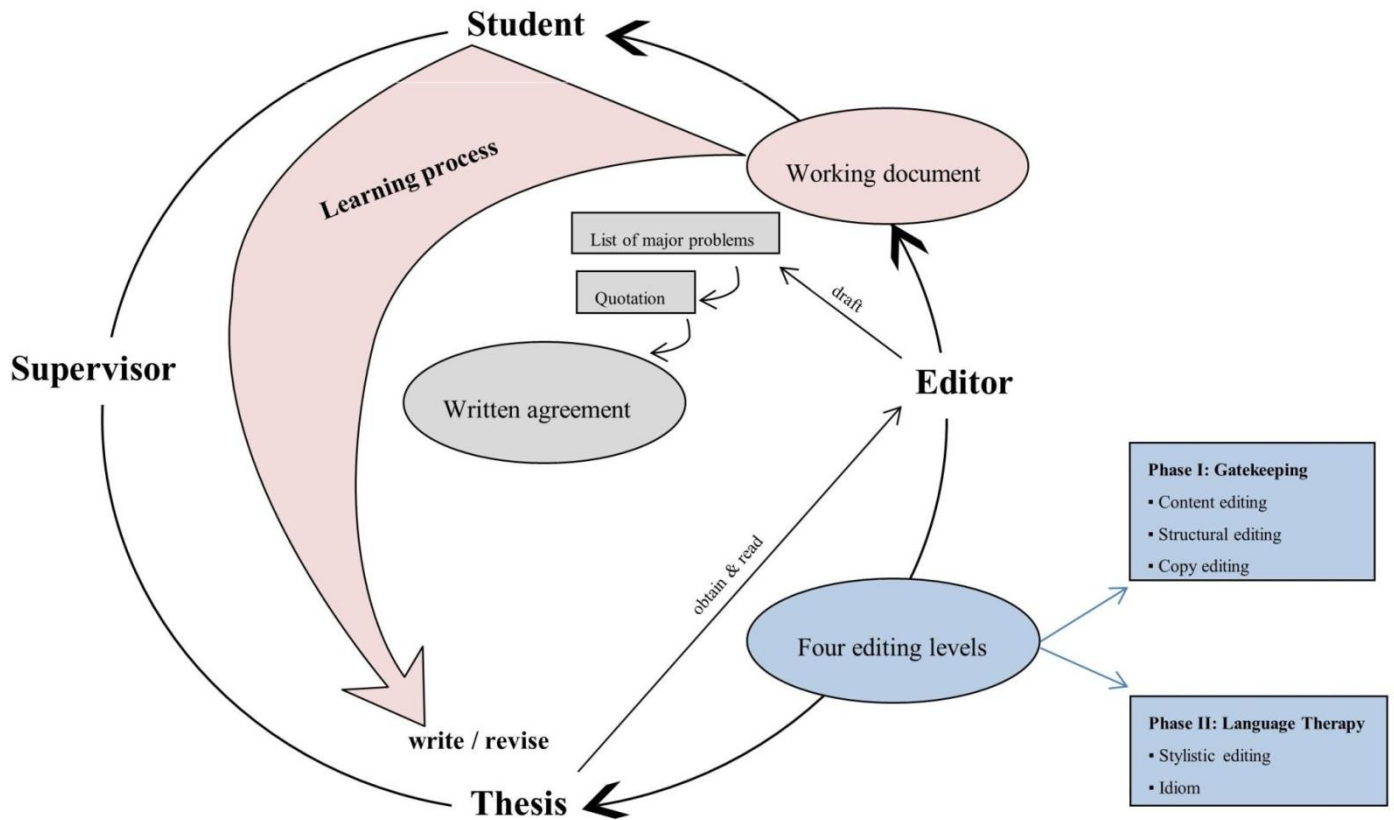 Student
Learning process
Working document
List of major problems
Quotation
draft
Supervisor
Editor
Written agreement
Phase I: Gatekeeping
▪ Content editing
▪ Structural editing
▪ Copy editing
obtain & read
Four editing levels
Phase II: Language Therapy
▪ Stylistic editing
▪ Idiom
write / revise
Thesis